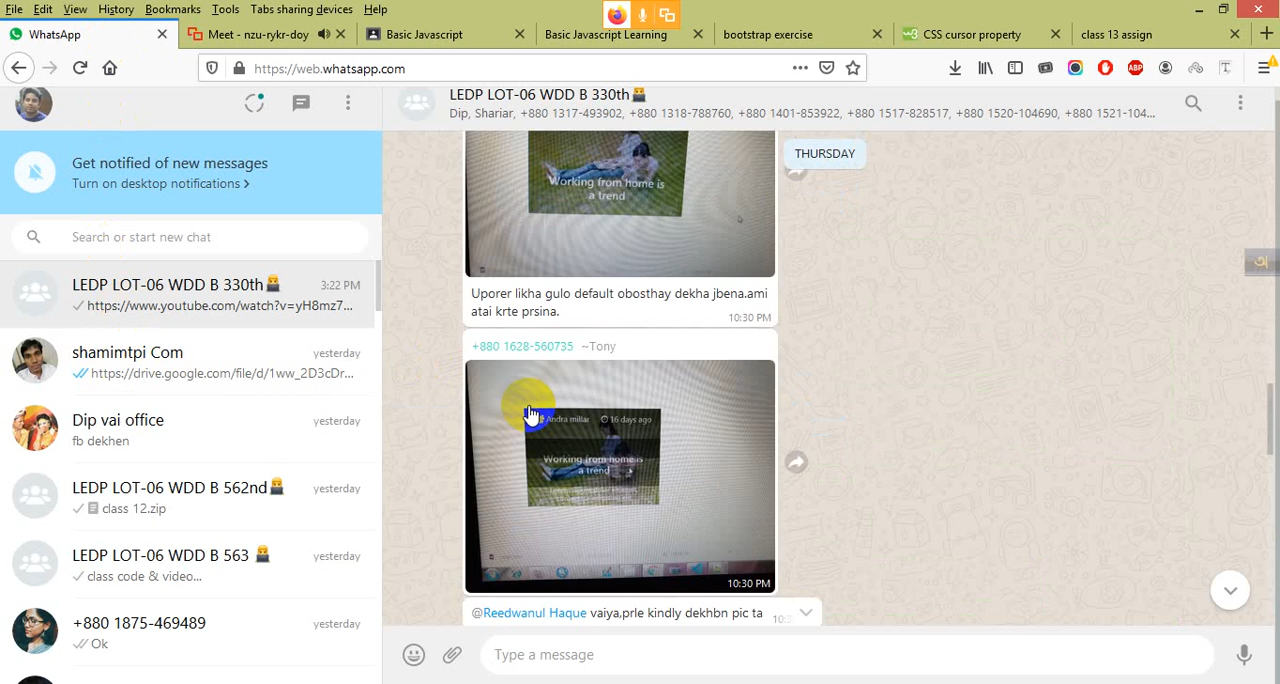 File Edit View History Bookmarks Tools Tabs sharing devices Help
WhatsApp
Meet - nzu-rykr-doy
Basic Javascript
Basic Javascript Learning
bootstrap exercise
CSS cursor property
class 13 assign
https://web.whatsapp.com
ABP
Get notified of new messages
Turn on desktop notifications >
Search or start new chat
LEDP LOT-06 WDD B 330th
3:22 PM
https://www.youtube.com/watch?v=yH8mz7...
shamimtpi Com
yesterday
https://drive.google.com/file/d/1ww_2D3cDr...
Dip vai office
yesterday
fb dekhen
LEDP LOT-06 WDD B 562nd
yesterday
class 12.zip
LEDP LOT-06 WDD B 563
yesterday
class code & video...
+880 1875-469489
yesterday
Ok
LEDP LOT-06 WDD B 330th
Dip, Shariar, +880 1317-493902, +880 1318-788760, +880 1401-853922, +880 1517-828517, +880 1520-104690, +880 1521-104...
THURSDAY
Working from home is
a trend
Uporer likha gulo default obosthay dekha jbena.ami
atai krte prsina.
10:30 PM
+880 1628-560735 ~Tony
Andra millar 16 days ago
Working from home is
a trend
10:30 PM
@Reedwanul Haque vaiya,prle kindly dekhbn pic ta
Type a message